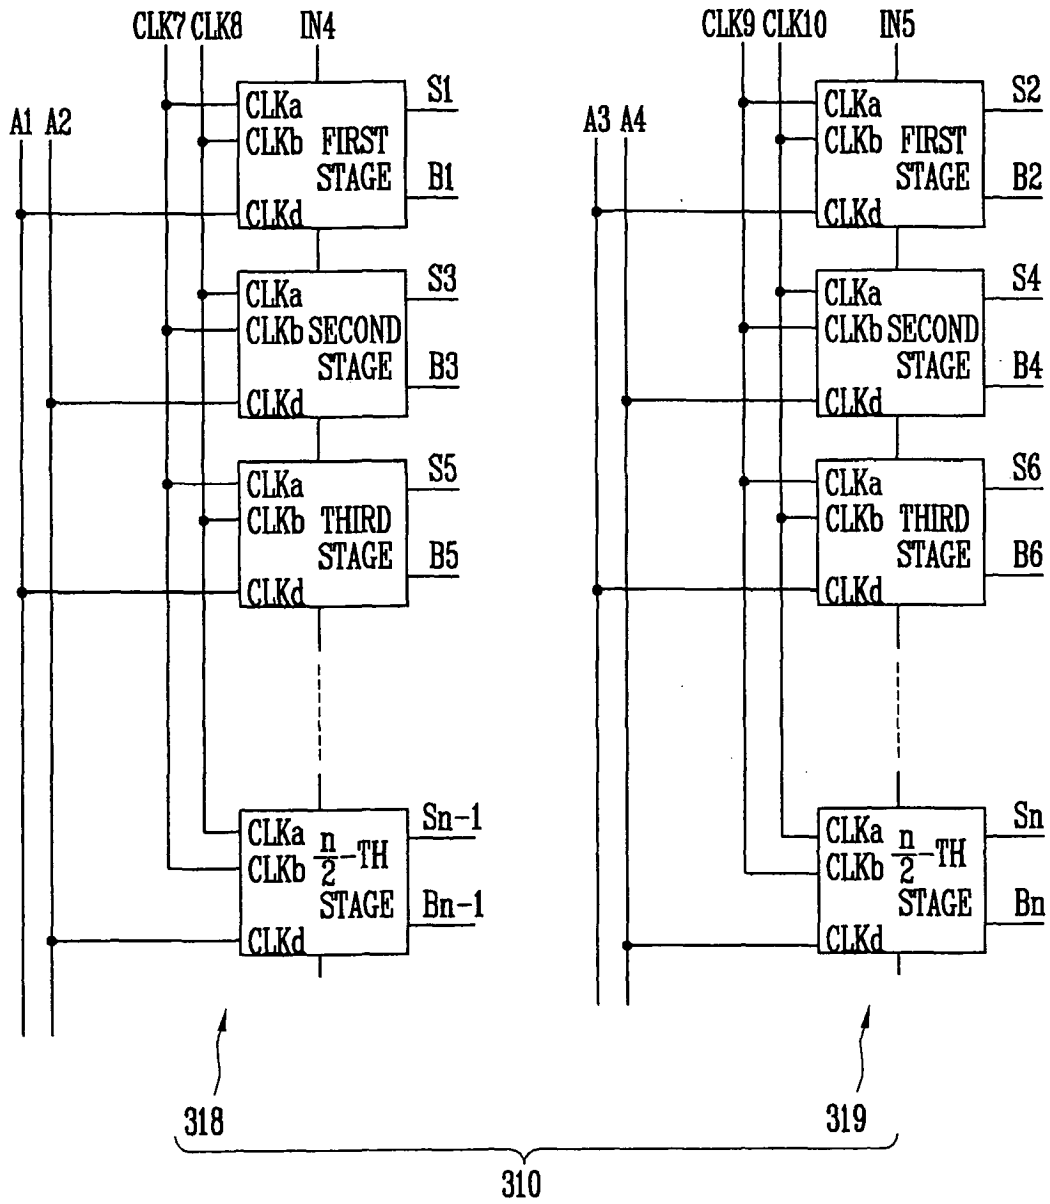 CLK7 CLK8 IN4
A1 A2
CLKa
CLKb FIRST
STAGE
CLKd
S1
B1
CLKa
CLKb SECOND
STAGE
CLKd
S3
B3
CLKa
CLKb THIRD
STAGE
CLKd
S5
B5
CLKa
CLKb n/2-TH
STAGE
CLKd
Sn-1
Bn-1
318
CLK9 CLK10 IN5
A3 A4
CLKa
CLKb FIRST
STAGE
CLKd
S2
B2
CLKa
CLKb SECOND
STAGE
CLKd
S4
B4
CLKa
CLKb THIRD
STAGE
CLKd
S6
B6
CLKa
CLKb n/2-TH
STAGE
CLKd
Sn
Bn
319
310